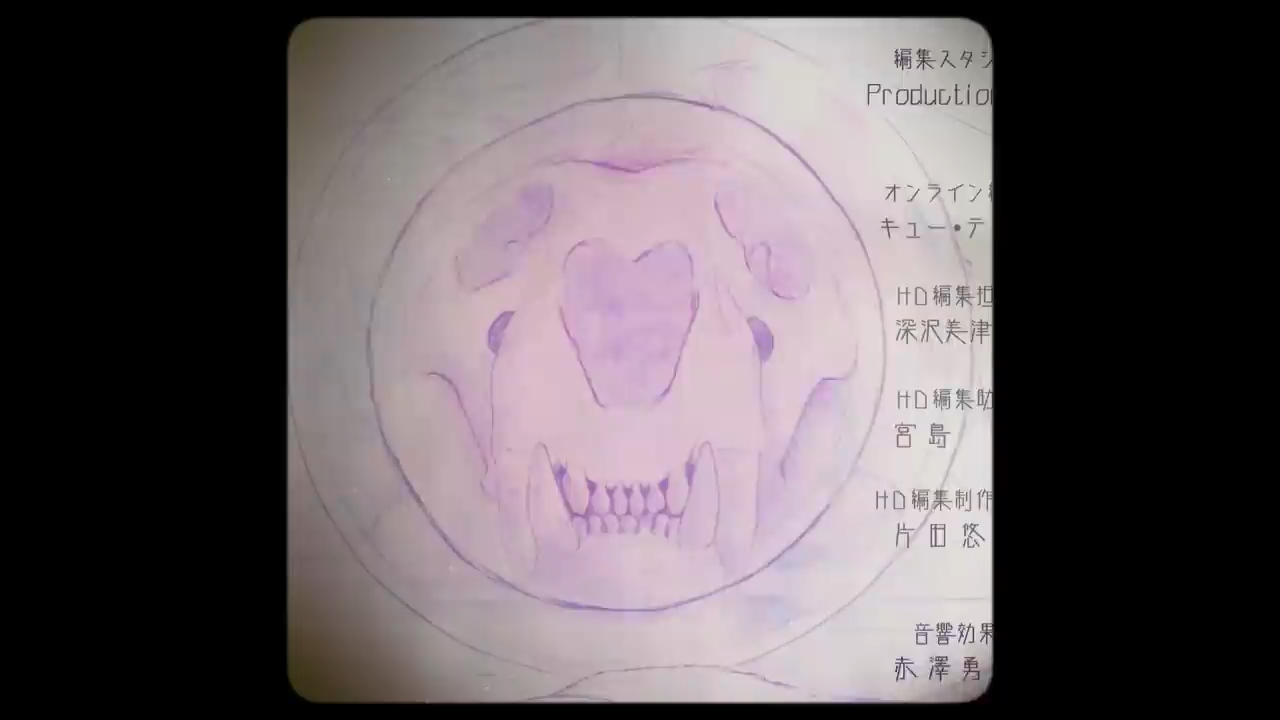 編集スタジ
Production
オンライン編
キュー・テ
HD編集担
深沢美津
HD編集助
宮島
HD編集制作
片田悠
音響効果
赤澤勇